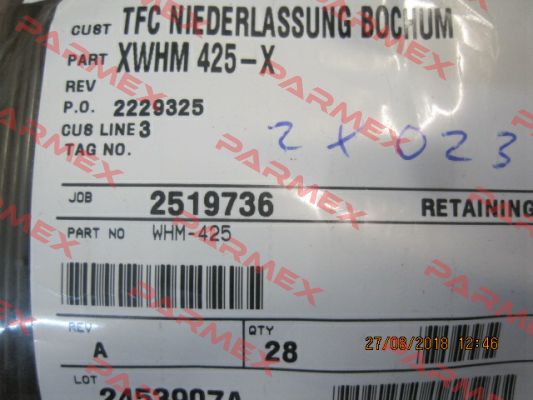 CUST TFC NIEDERLASSUNG BOCHUM
PART XWHM 425-X
REV
P.O. 2229325
CUS LINE 3
TAG NO.
2 X 023
JOB 2519736 RETAINING
PART NO WHM-425
REV A QTY 28
27/08/2018 12:46
LOT 2453907A
PARMEX